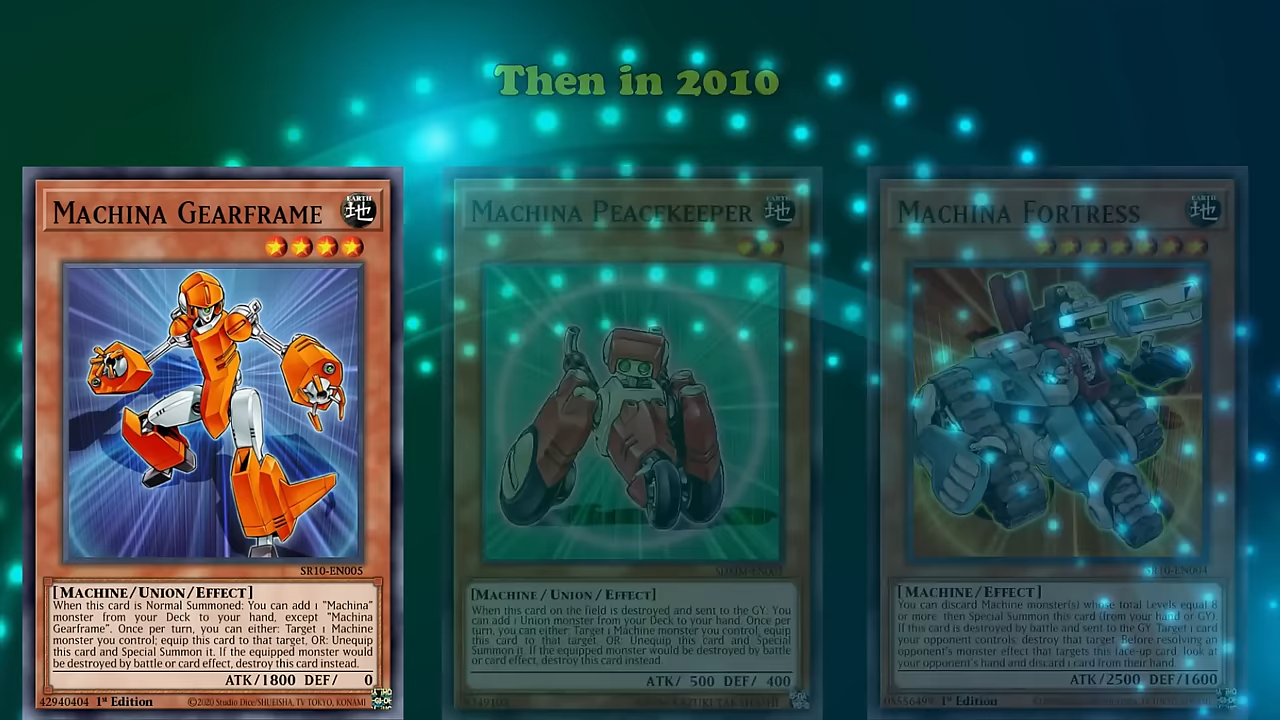 Then in 2010
MACHINA GEARFRAME
EARTH
地
SR10-EN005
[MACHINE/UNION/EFFECT]
When this card is Normal Summoned: You can add 1 "Machina"
monster from your Deck to your hand, except "Machina
Gearframe". Once per turn, you can either: Target 1 Machine
monster you control; equip this card to that target, OR: Unequip
this card and Special Summon it. If the equipped monster would
be destroyed by battle or card effect, destroy this card instead.
ATK/1800 DEF/ 0
42940404 1st Edition ©2020 Studio Dice/SHUEISHA, TV TOKYO, KONAMI
MACHINA PEACEKEEPER
EARTH
地
[MACHINE/UNION/EFFECT]
When this card on the field is destroyed and sent to the GY: You
can add 1 Union monster from your Deck to your hand. Once per
turn, you can either: Target 1 Machine monster you control; equip
this card to that target, OR: Unequip this card and Special
Summon it. If the equipped monster would be destroyed by battle
or card effect, destroy this card instead.
ATK/ 500 DEF/ 400
MACHINA FORTRESS
EARTH
地
SR10-EN004
[MACHINE/EFFECT]
You can discard Machine monster(s) whose total Levels equal 8
or more; then Special Summon this card (from your hand or GY).
If this card is destroyed by battle and sent to the GY: Target 1 card
your opponent controls; destroy that target. Before resolving an
opponent's monster effect that targets this face-up card, look at
your opponent's hand and discard 1 card from their hand.
ATK/2500 DEF/1600
1st Edition